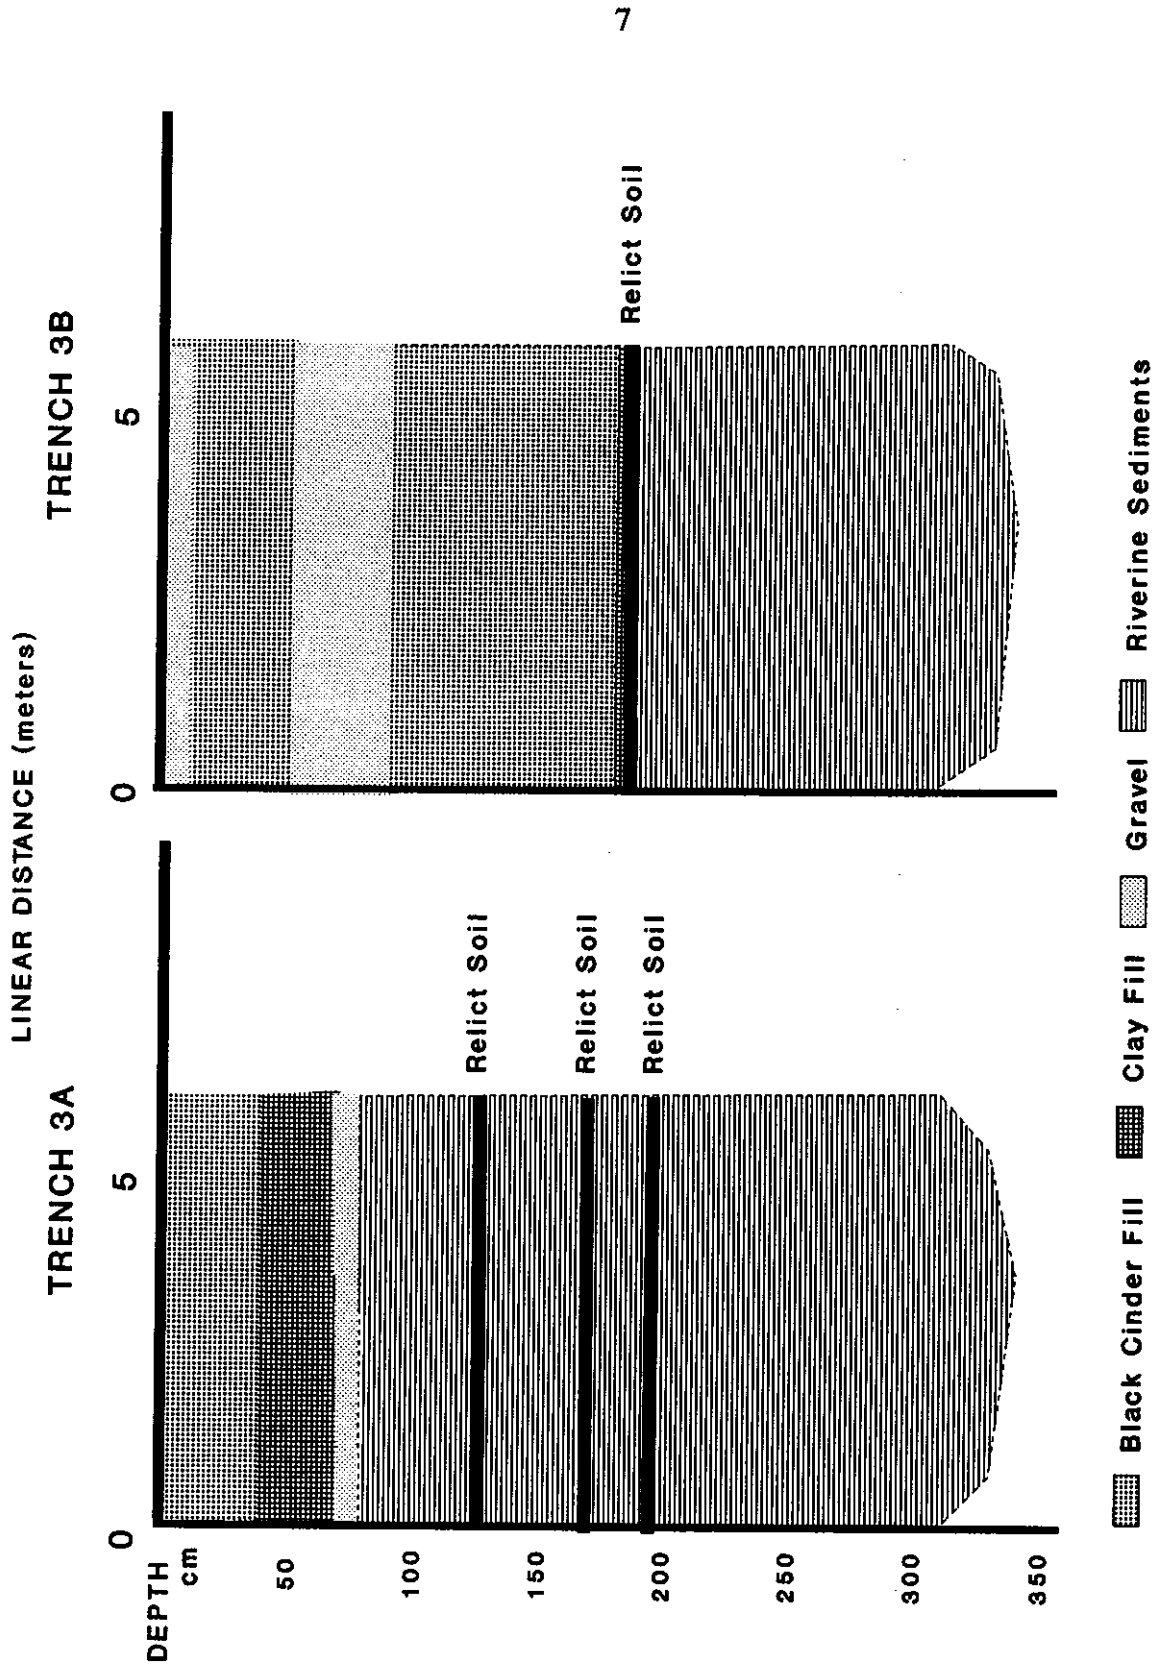 7
LINEAR DISTANCE (meters)
TRENCH 3A
TRENCH 3B
0
5
0
5
DEPTH
cm
50
100
150
200
250
300
350
Relict Soil
Relict Soil
Relict Soil
Relict Soil
Black Cinder Fill
Clay Fill
Gravel
Riverine Sediments